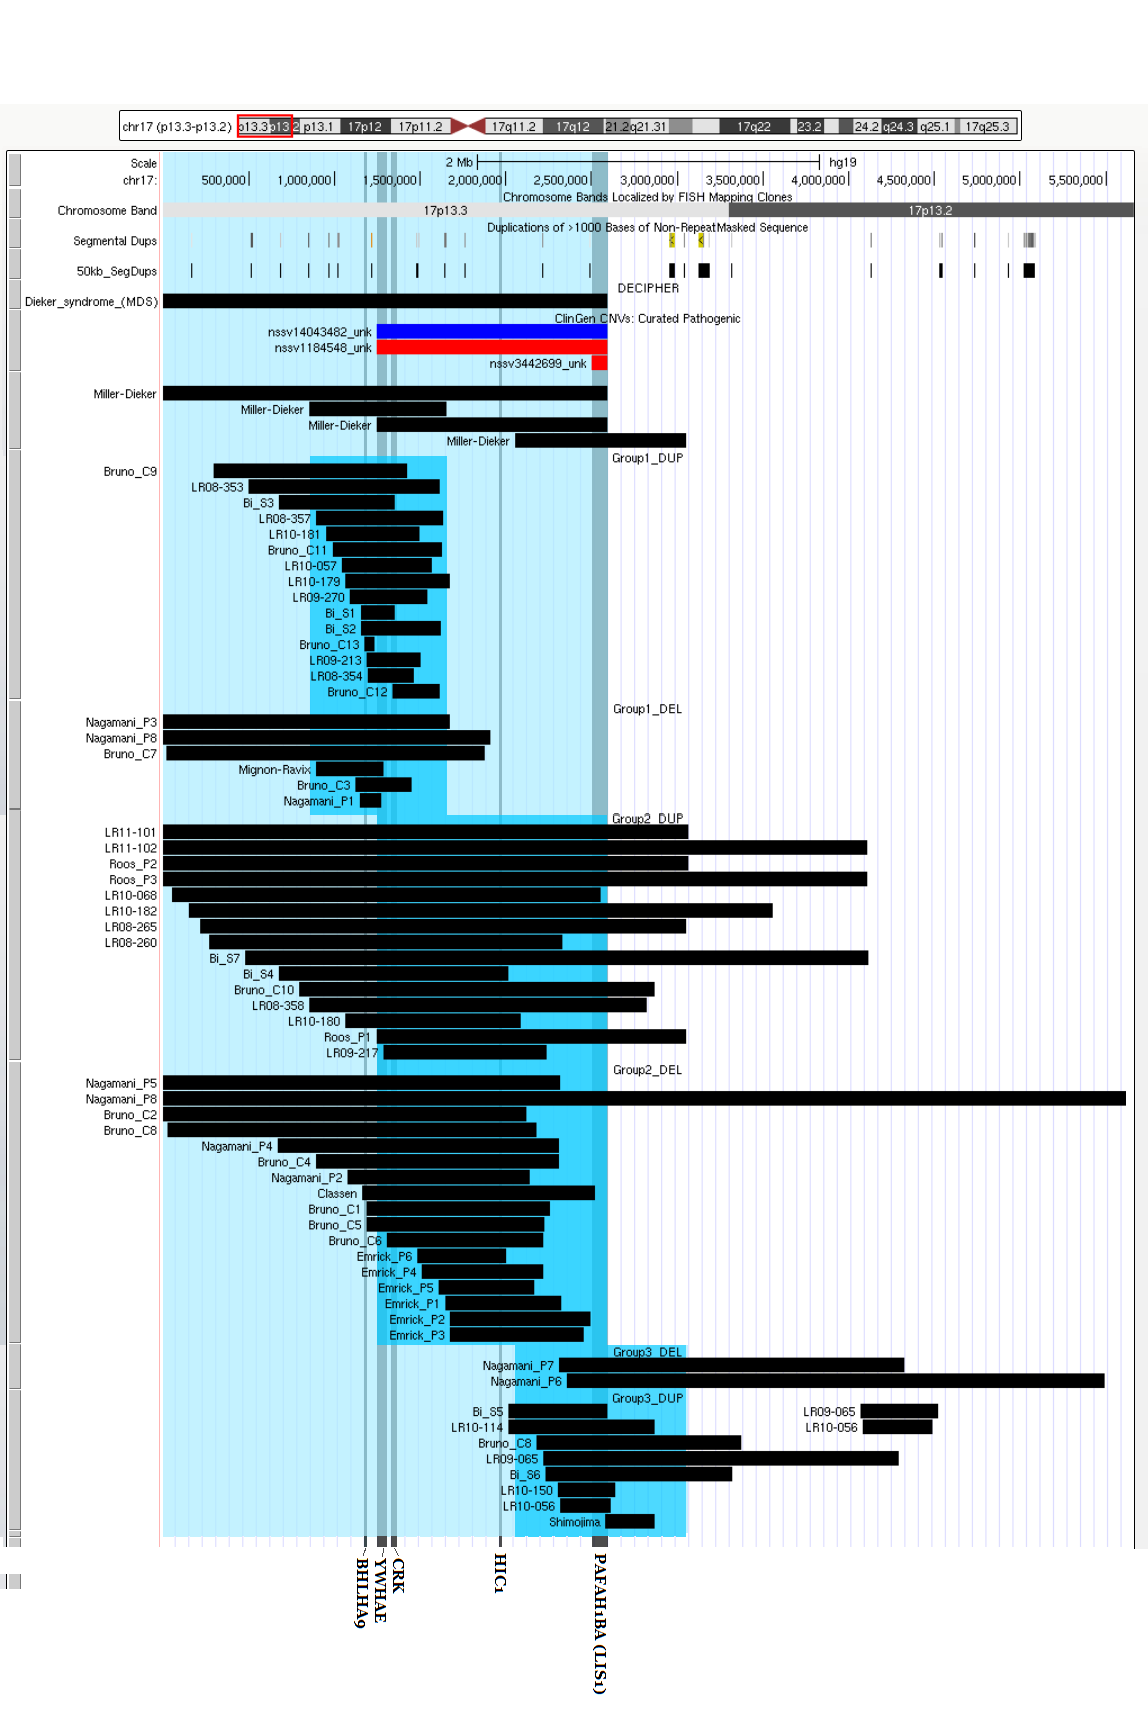 chr17 (p13.3-p13.2) p13.3 p13.2 p13.1 17p12 17p11.2 17q11.2 17q12 21.2 q21.31 17q22 23.2 24.2 q24.3 q25.1 17q25.3
Scale 2 Mb hg19
chr17: 500,000 1,000,000 1,500,000 2,000,000 2,500,000 3,000,000 3,500,000 4,000,000 4,500,000 5,000,000 5,500,000
Chromosome Bands Localized by FISH Mapping Clones
Chromosome Band 17p13.3 17p13.2
Duplications of >1000 Bases of Non-RepeatMasked Sequence
Segmental Dups
50kb_SegDups
DECIPHER
Dieker_syndrome_(MDS)
ClinGen CNVs: Curated Pathogenic
nssv14043482_unk
nssv1184548_unk
nssv3442699_unk
Miller-Dieker
Miller-Dieker
Miller-Dieker
Miller-Dieker
Group1_DUP
Bruno_C9
LR08-353
Bi_S3
LR08-357
LR10-181
Bruno_C11
LR10-057
LR10-179
LR09-270
Bi_S1
Bi_S2
Bruno_C13
LR09-213
LR08-354
Bruno_C12
Group1_DEL
Nagamani_P3
Nagamani_P8
Bruno_C7
Mignon-Ravix
Bruno_C3
Nagamani_P1
Group2_DUP
LR11-101
LR11-102
Roos_P2
Roos_P3
LR10-068
LR10-182
LR08-265
LR08-260
Bi_S7
Bi_S4
Bruno_C10
LR08-358
LR10-180
Roos_P1
LR09-217
Group2_DEL
Nagamani_P5
Nagamani_P8
Bruno_C2
Bruno_C8
Nagamani_P4
Bruno_C4
Nagamani_P2
Classen
Bruno_C1
Bruno_C5
Bruno_C6
Emrick_P6
Emrick_P4
Emrick_P5
Emrick_P1
Emrick_P2
Emrick_P3
Group3_DEL
Nagamani_P7
Nagamani_P6
Group3_DUP
Bi_S5 LR09-065
LR10-114 LR10-056
Bruno_C8
LR09-065
Bi_S6
LR10-150
LR10-056
Shimojima
BHLHA9
YWHAE
CRK
HIC1
PAFAH1BA (LIS1)